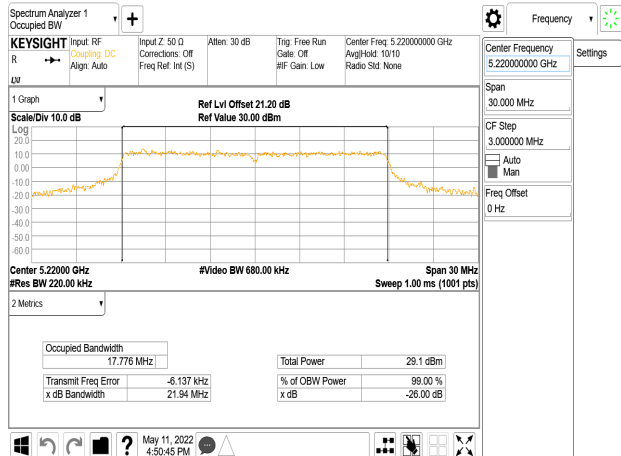 Spectrum Analyzer 1
Occupied BW
Frequency
KEYSIGHT
R
Input: RF
Coupling: DC
Align: Auto
Input Z: 50 Ω
Corrections: Off
Freq Ref: Int (S)
Atten: 30 dB
Trig: Free Run
Gate: Off
#IF Gain: Low
Center Freq: 5.220000000 GHz
Avg|Hold: 10/10
Radio Std: None
Center Frequency
5.220000000 GHz
Settings
Span
30.000 MHz
CF Step
3.000000 MHz
Auto
Man
Freq Offset
0 Hz
1 Graph
Scale/Div 10.0 dB
Ref Lvl Offset 21.20 dB
Ref Value 30.00 dBm
Log
20.0
10.0
0.00
-10.0
-20.0
-30.0
-40.0
-50.0
-60.0
Center 5.22000 GHz
#Video BW 680.00 kHz
Span 30 MHz
#Res BW 220.00 kHz
Sweep 1.00 ms (1001 pts)
2 Metrics
Occupied Bandwidth
17.776 MHz
Total Power 29.1 dBm
Transmit Freq Error -6.137 kHz
% of OBW Power 99.00 %
x dB Bandwidth 21.94 MHz
x dB -26.00 dB
?
May 11, 2022
4:50:45 PM